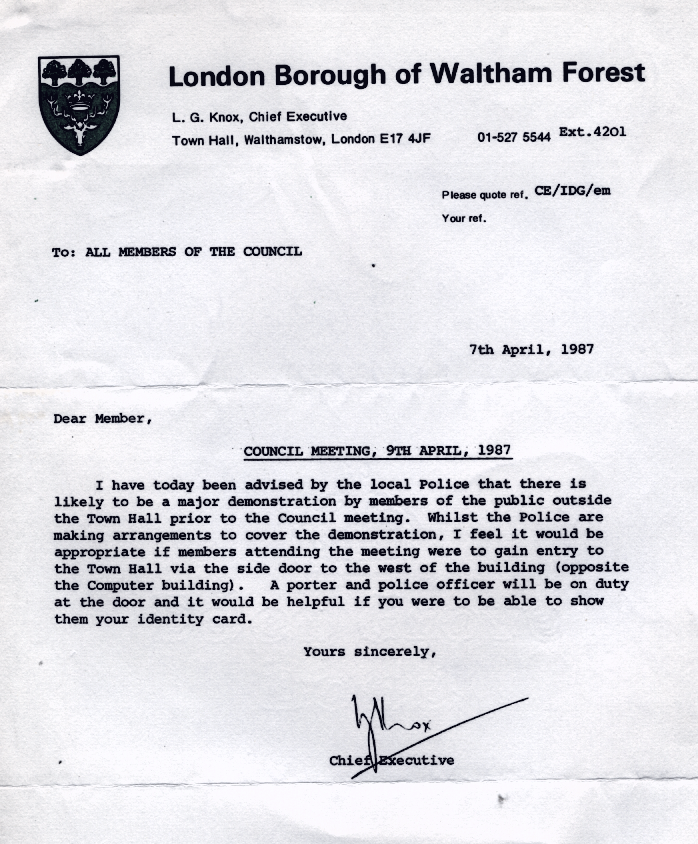 London Borough of Waltham Forest
L. G. Knox, Chief Executive
Town Hall, Walthamstow, London E17 4JF 01-527 5544 Ext.4201
Please quote ref. CE/IDG/em
Your ref.
To: ALL MEMBERS OF THE COUNCIL
7th April, 1987
Dear Member,
COUNCIL MEETING, 9TH APRIL, 1987
I have today been advised by the local Police that there is
likely to be a major demonstration by members of the public outside
the Town Hall prior to the Council meeting. Whilst the Police are
making arrangements to cover the demonstration, I feel it would be
appropriate if members attending the meeting were to gain entry to
the Town Hall via the side door to the west of the building (opposite
the Computer building). A porter and police officer will be on duty
at the door and it would be helpful if you were to be able to show
them your identity card.
Yours sincerely,
LG Knox
Chief Executive